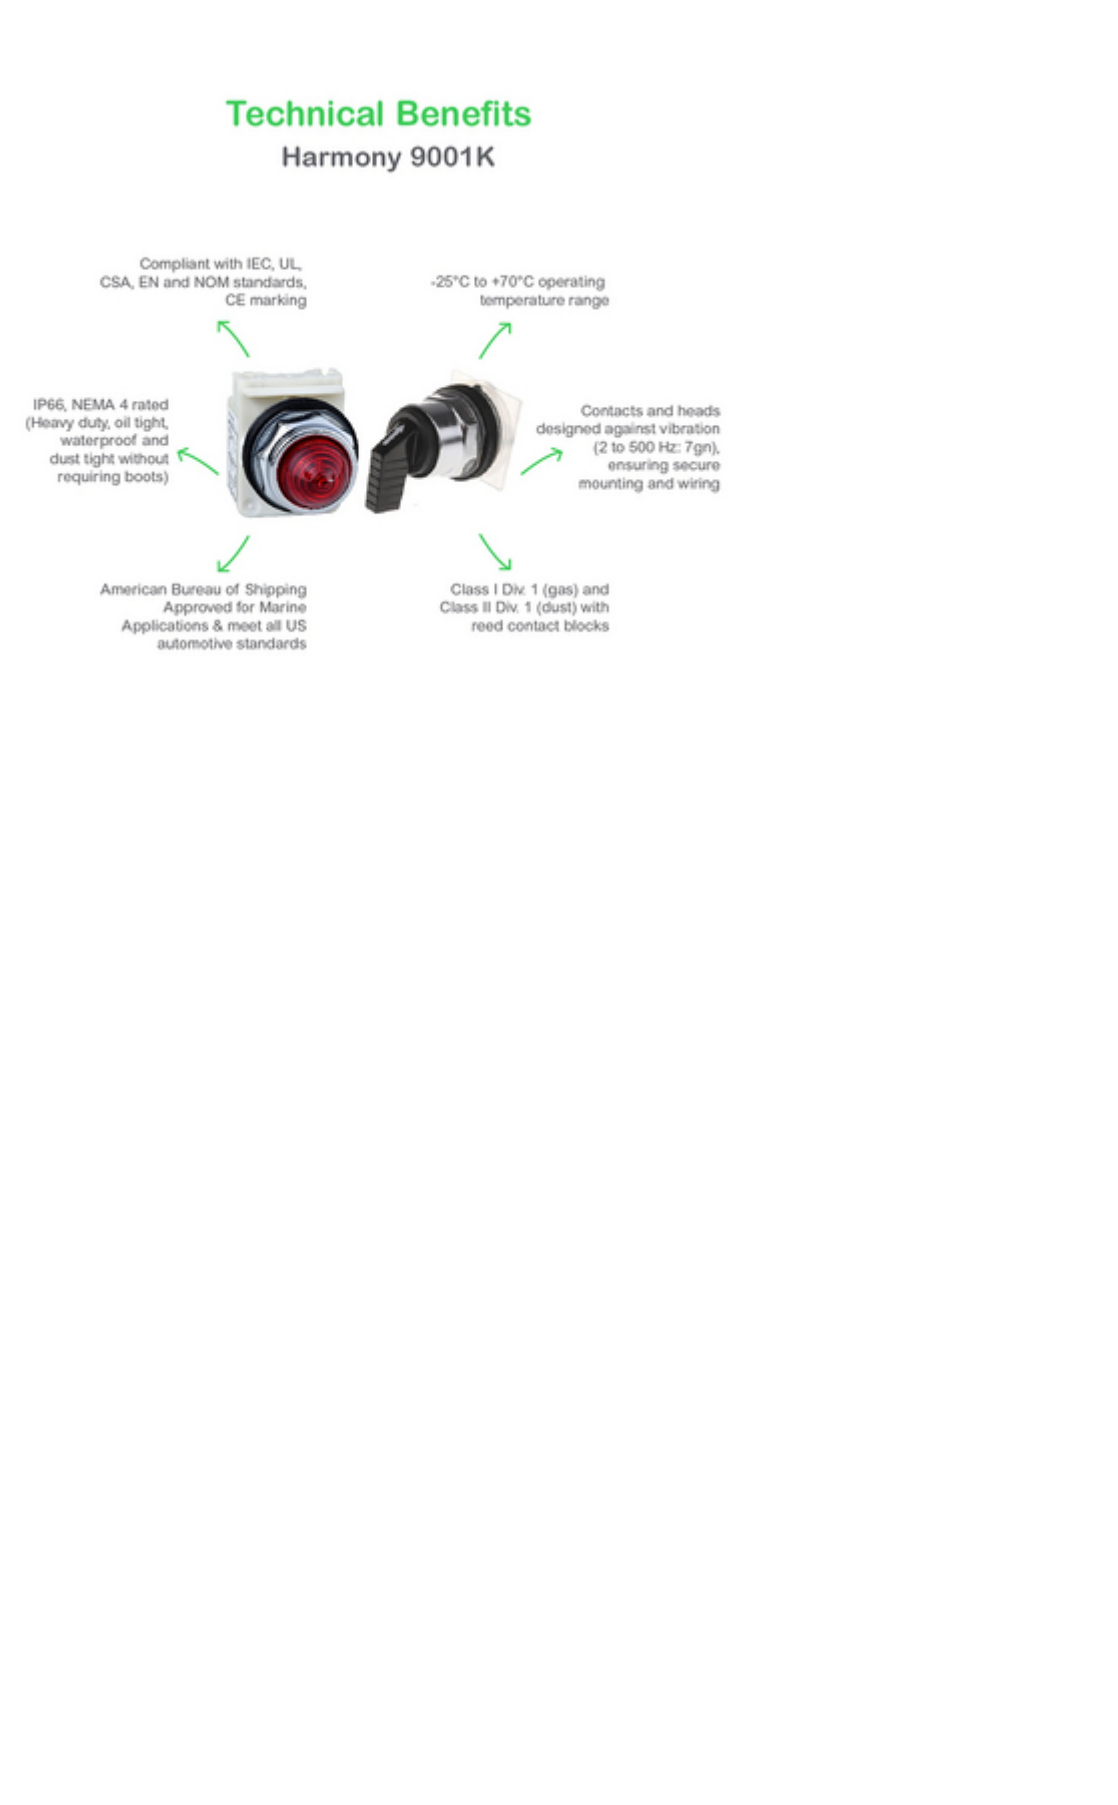 Technical Benefits
Harmony 9001K
Compliant with IEC, UL,
CSA, EN and NOM standards,
CE marking
-25°C to +70°C operating
temperature range
IP66, NEMA 4 rated
(Heavy duty, oil tight,
waterproof and
dust tight without
requiring boots)
Contacts and heads
designed against vibration
(2 to 500 Hz: 7gn),
ensuring secure
mounting and wiring
American Bureau of Shipping
Approved for Marine
Applications & meet all US
automotive standards
Class I Div. 1 (gas) and
Class II Div. 1 (dust) with
reed contact blocks